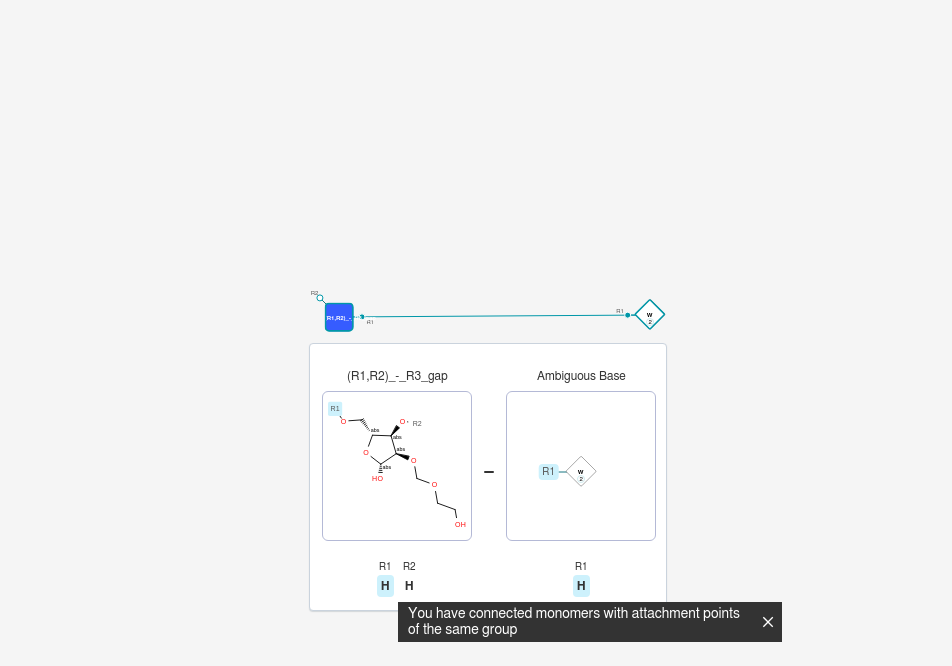 R2
R1,R2)_-
R1
R1
W
2
(R1,R2)_-_R3_gap
Ambiguous Base
R1
O
abs
O
R2
abs
abs
O
abs
O
HO
O
OH
R1
W
2
R1 R2
H H
R1
H
You have connected monomers with attachment points
of the same group